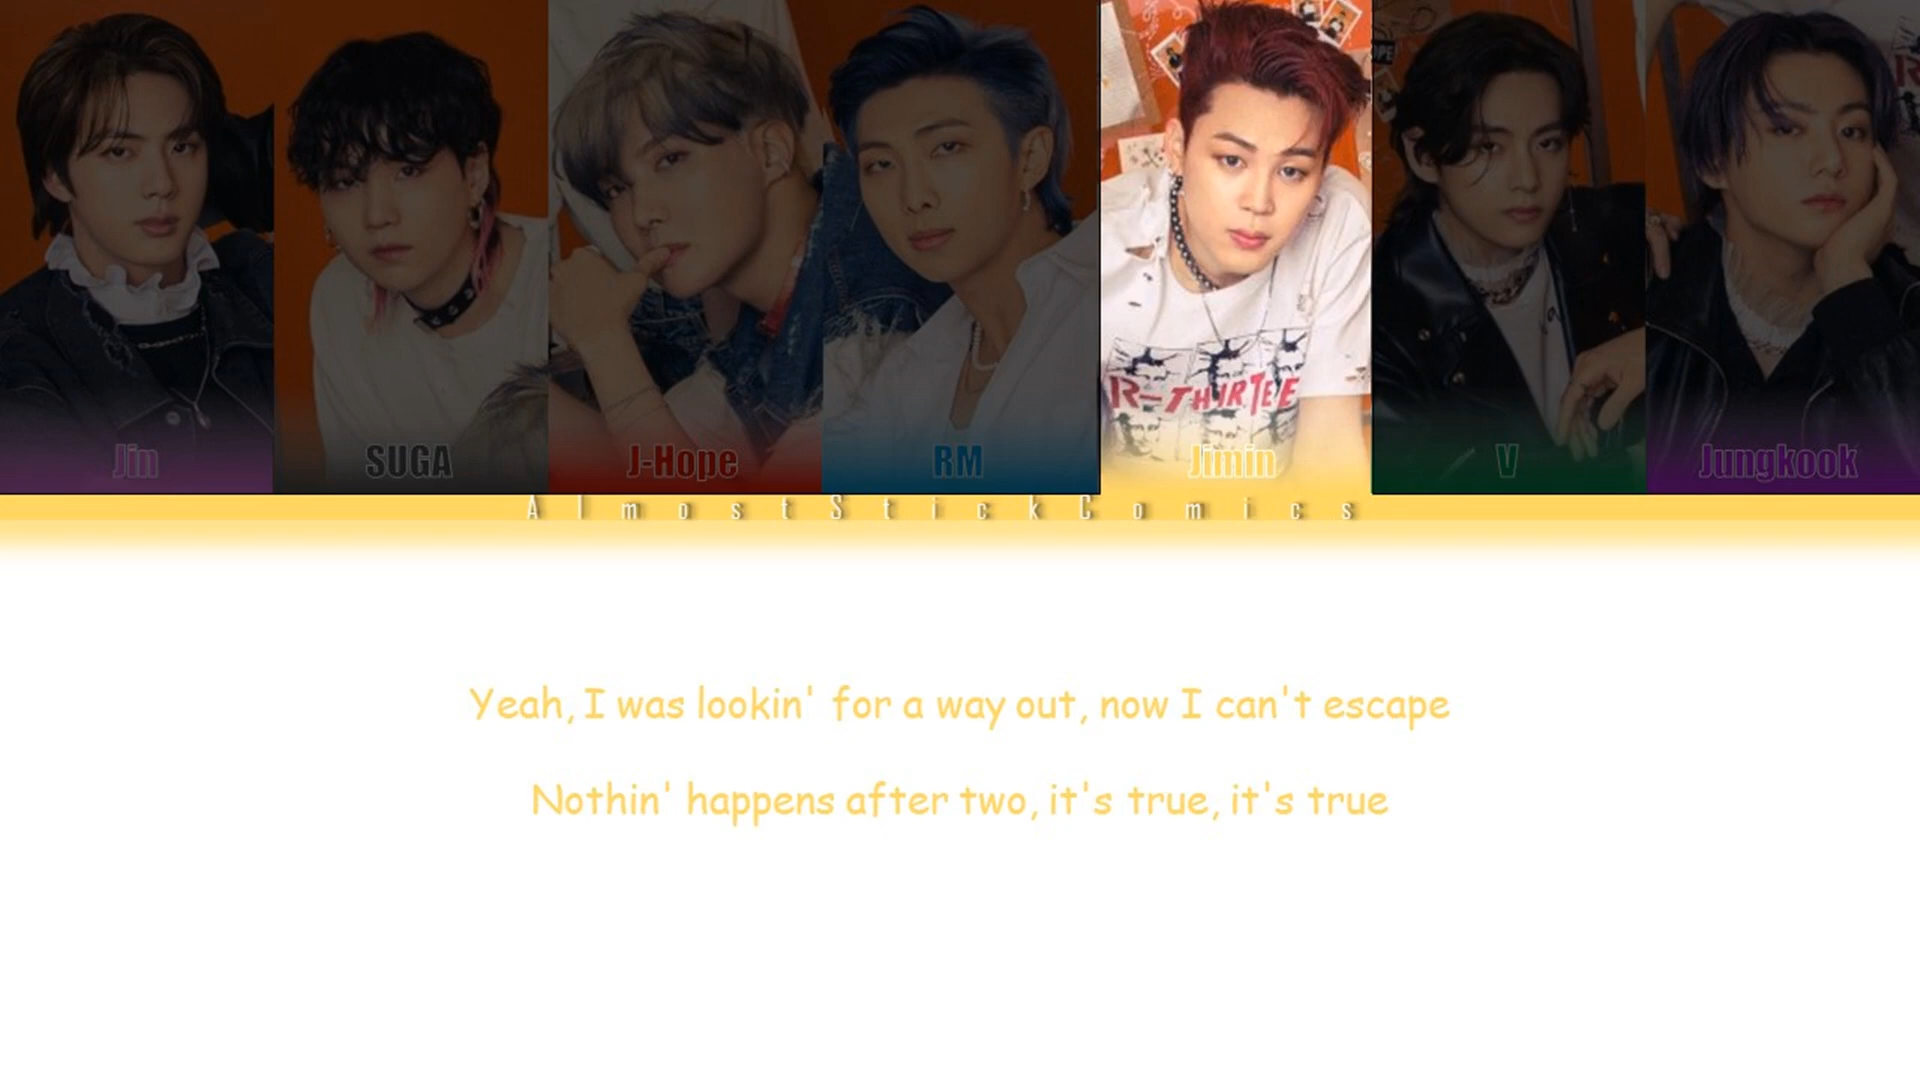 R-THIRTEE
Jin
SUGA
J-Hope
RM
Jimin
V
Jungkook
AlmostStickComics
Yeah, I was lookin' for a way out, now I can't escape
Nothin' happens after two, it's true, it's true